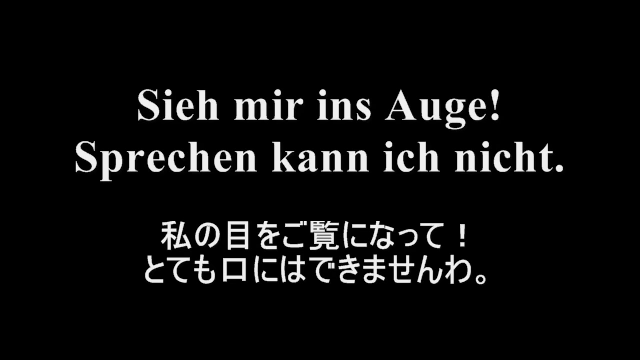 Sieh mir ins Auge!
Sprechen kann ich nicht.
私の目をご覧になって！
とても口にはできませんわ。